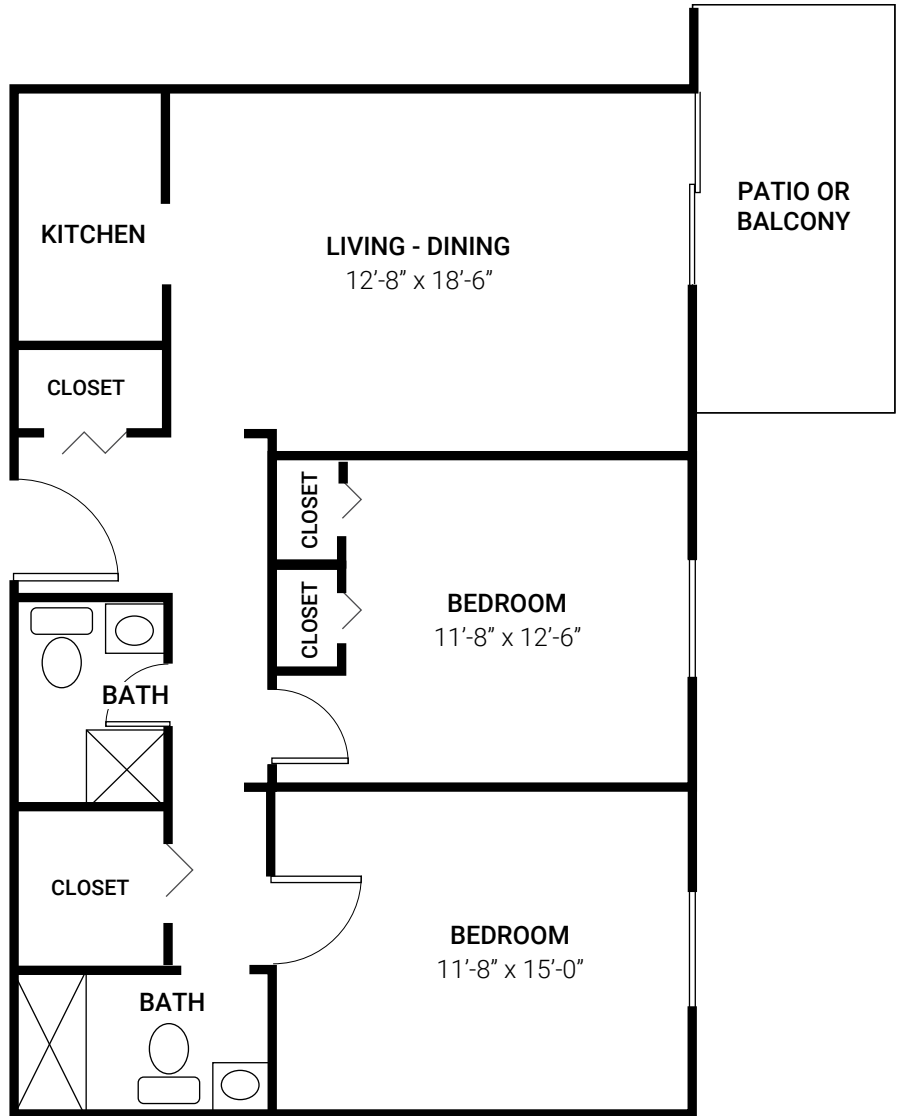 PATIO OR
BALCONY
KITCHEN
LIVING - DINING
12’-8” x 18’-6”
CLOSET
CLOSET
CLOSET
BEDROOM
11’-8” x 12’-6”
BATH
CLOSET
BEDROOM
11’-8” x 15’-0”
BATH